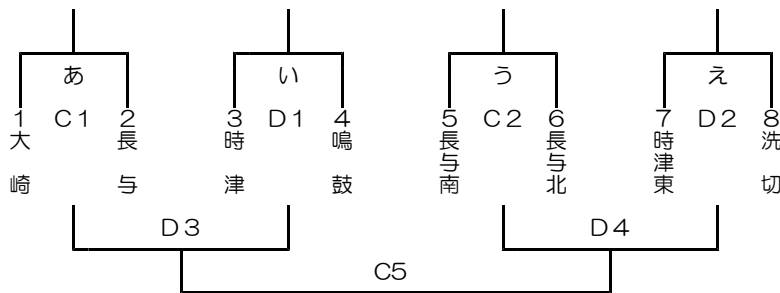 あ い う え
C1 D1 C2 D2
1 2 3 4 5 6 7 8
大崎
長与
時津
鳴鼓
長与南
長与北
時津東
洗切
D3 D4
C5